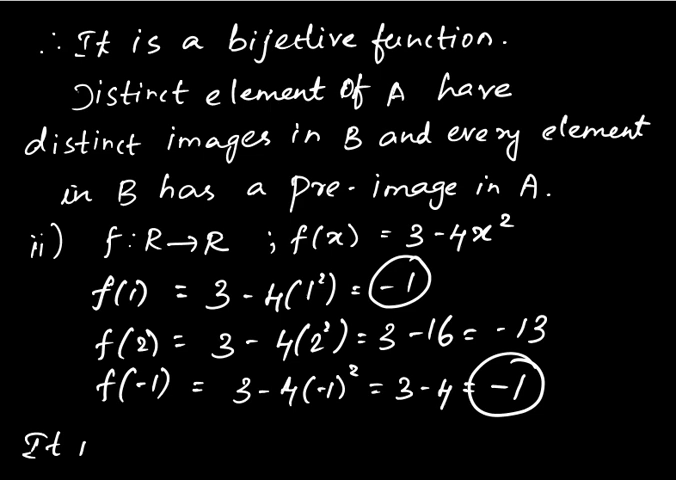 ∴ It is a bijective function.
Distinct element of A have
distinct images in B and every element
in B has a pre-image in A.
ii) f:R→R ; f(x) = 3-4x²
f(1) = 3-4(1²) = -1
f(2) = 3-4(2²) = 3-16 = -13
f(-1) = 3-4(-1)² = 3-4 = -1
It